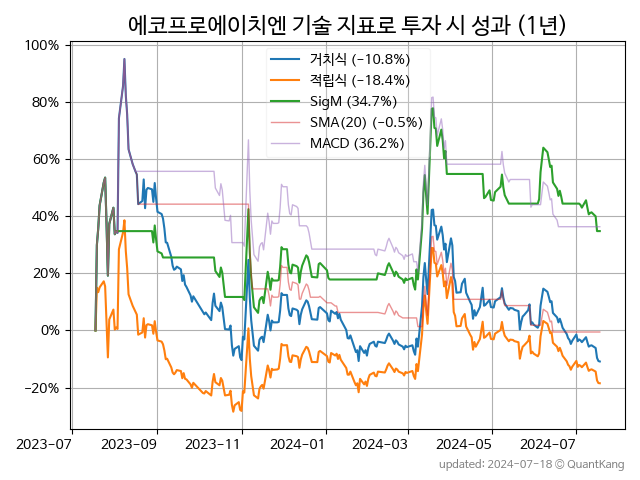 에코프로에이치엔 기술 지표로 투자 시 성과 (1년)
100%
80%
60%
40%
20%
0%
−20%
거치식 (−10.8%)
적립식 (−18.4%)
SigM (34.7%)
SMA(20) (−0.5%)
MACD (36.2%)
2023-07 2023-09 2023-11 2024-01 2024-03 2024-05 2024-07
updated: 2024-07-18 © QuantKang